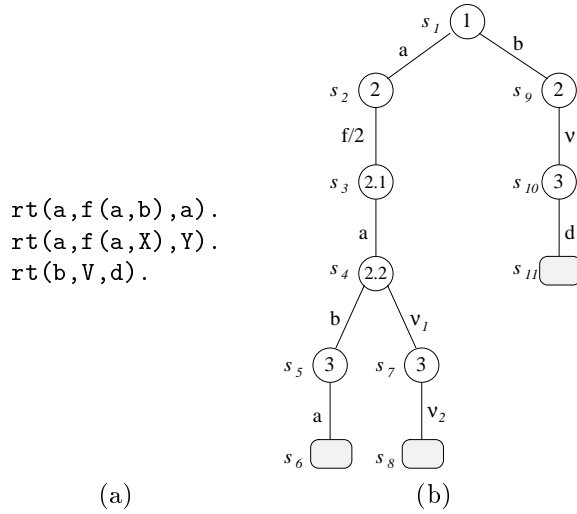 s1 1
a b
s2 2 s9 2
f/2 ν
s3 2.1 s10 3
rt(a,f(a,b),a).
rt(a,f(a,X),Y).
rt(b,V,d).
a d
s4 2.2 s11
b ν1
s5 3 s7 3
a ν2
s6 s8
(a) (b)